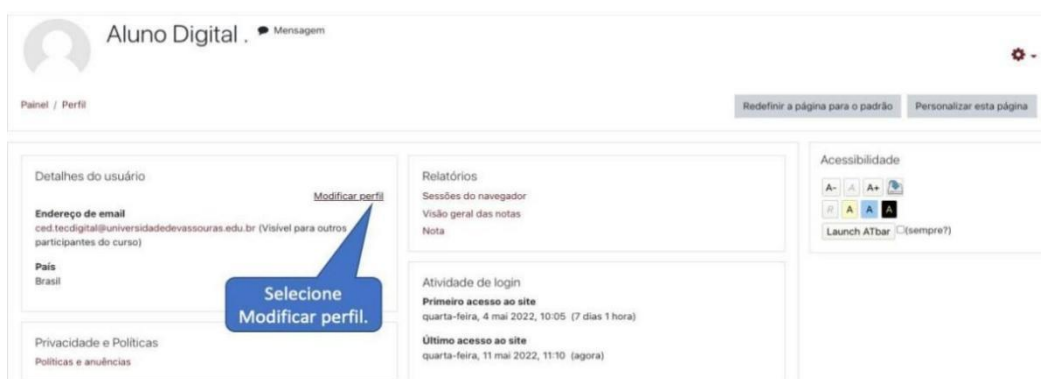 Aluno Digital . Mensagem
Painel / Perfil
Redefinir a página para o padrão
Personalizar esta página
Detalhes do usuário
Modificar perfil
Endereço de email
ced.tecdigital@universidadedevassouras.edu.br (Visível para outros
participantes do curso)
País
Brasil
Selecione
Modificar perfil.
Privacidade e Políticas
Políticas e anuências
Relatórios
Sessões do navegador
Visão geral das notas
Nota
Atividade de login
Primeiro acesso ao site
quarta-feira, 4 mai 2022, 10:05 (7 dias 1 hora)
Último acesso ao site
quarta-feira, 11 mai 2022, 11:10 (agora)
Acessibilidade
A- A A+
R A A A
Launch ATbar (sempre?)